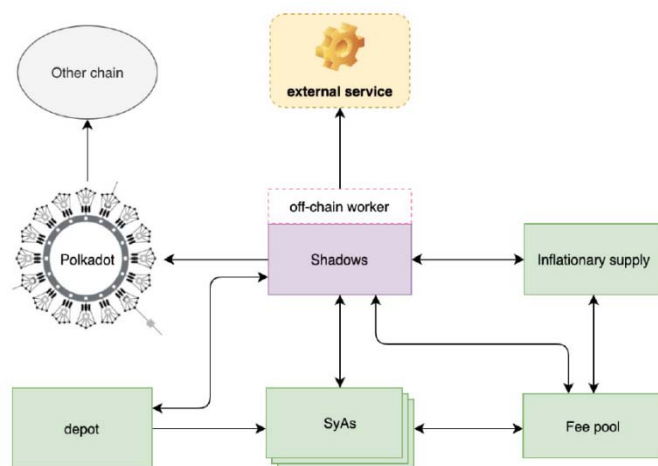 Other chain
external service
off-chain worker
Polkadot
Shadows
Inflationary supply
depot
SyAs
Fee pool